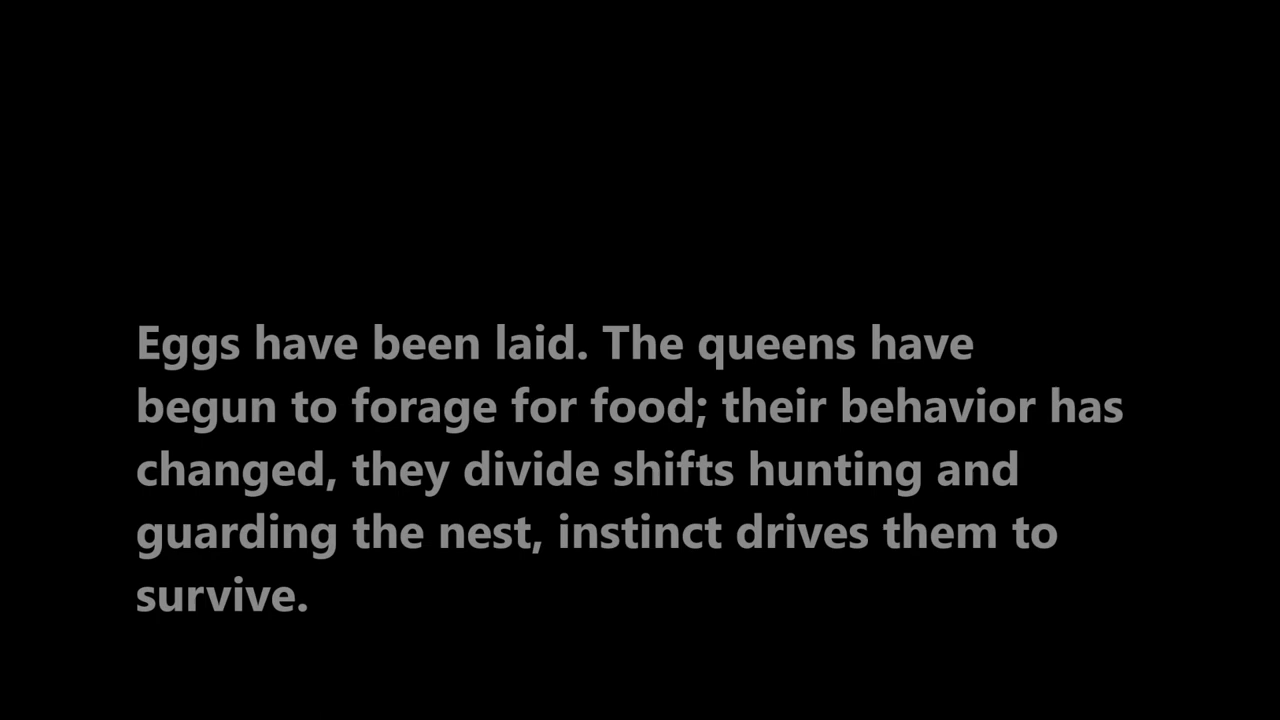 Eggs have been laid. The queens have
begun to forage for food; their behavior has
changed, they divide shifts hunting and
guarding the nest, instinct drives them to
survive.